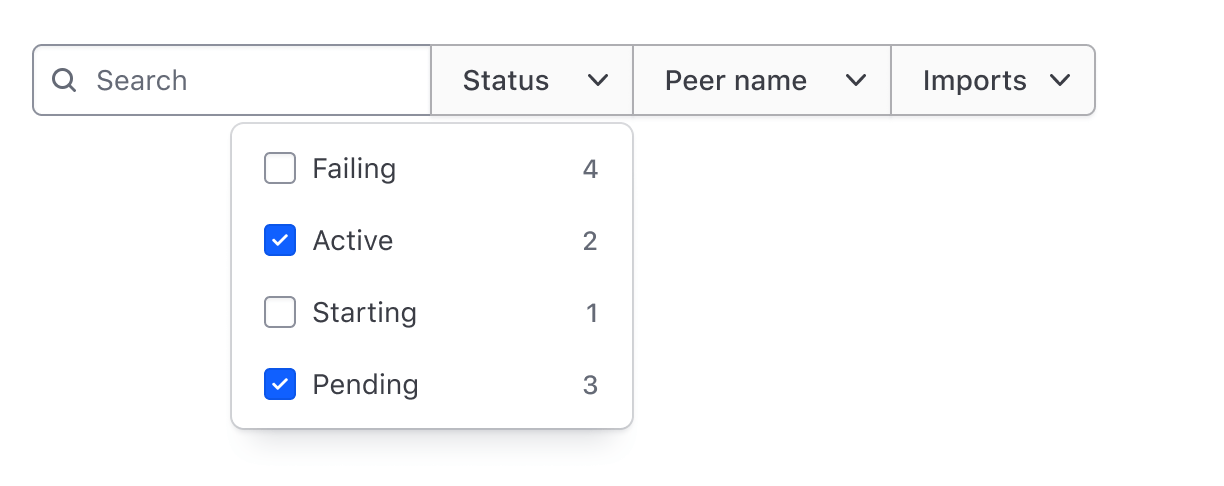 Search Status Peer name Imports
Failing 4
Active 2
Starting 1
Pending 3